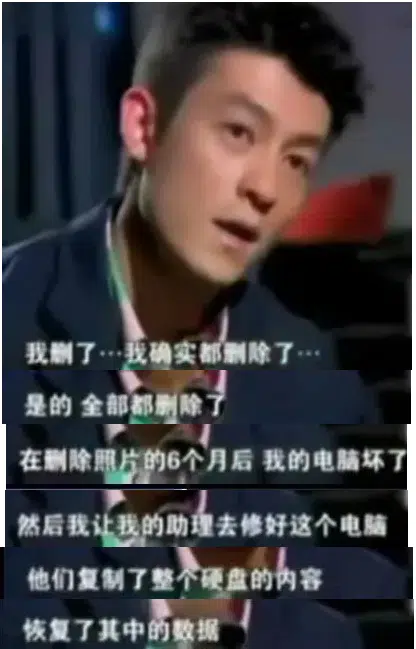 我删了…我确实都删除了…
是的 全部都删除了
在删除照片的6个月后 我的电脑坏了
然后我让我的助理去修好这个电脑
他们复制了整个硬盘的内容
恢复了其中的数据